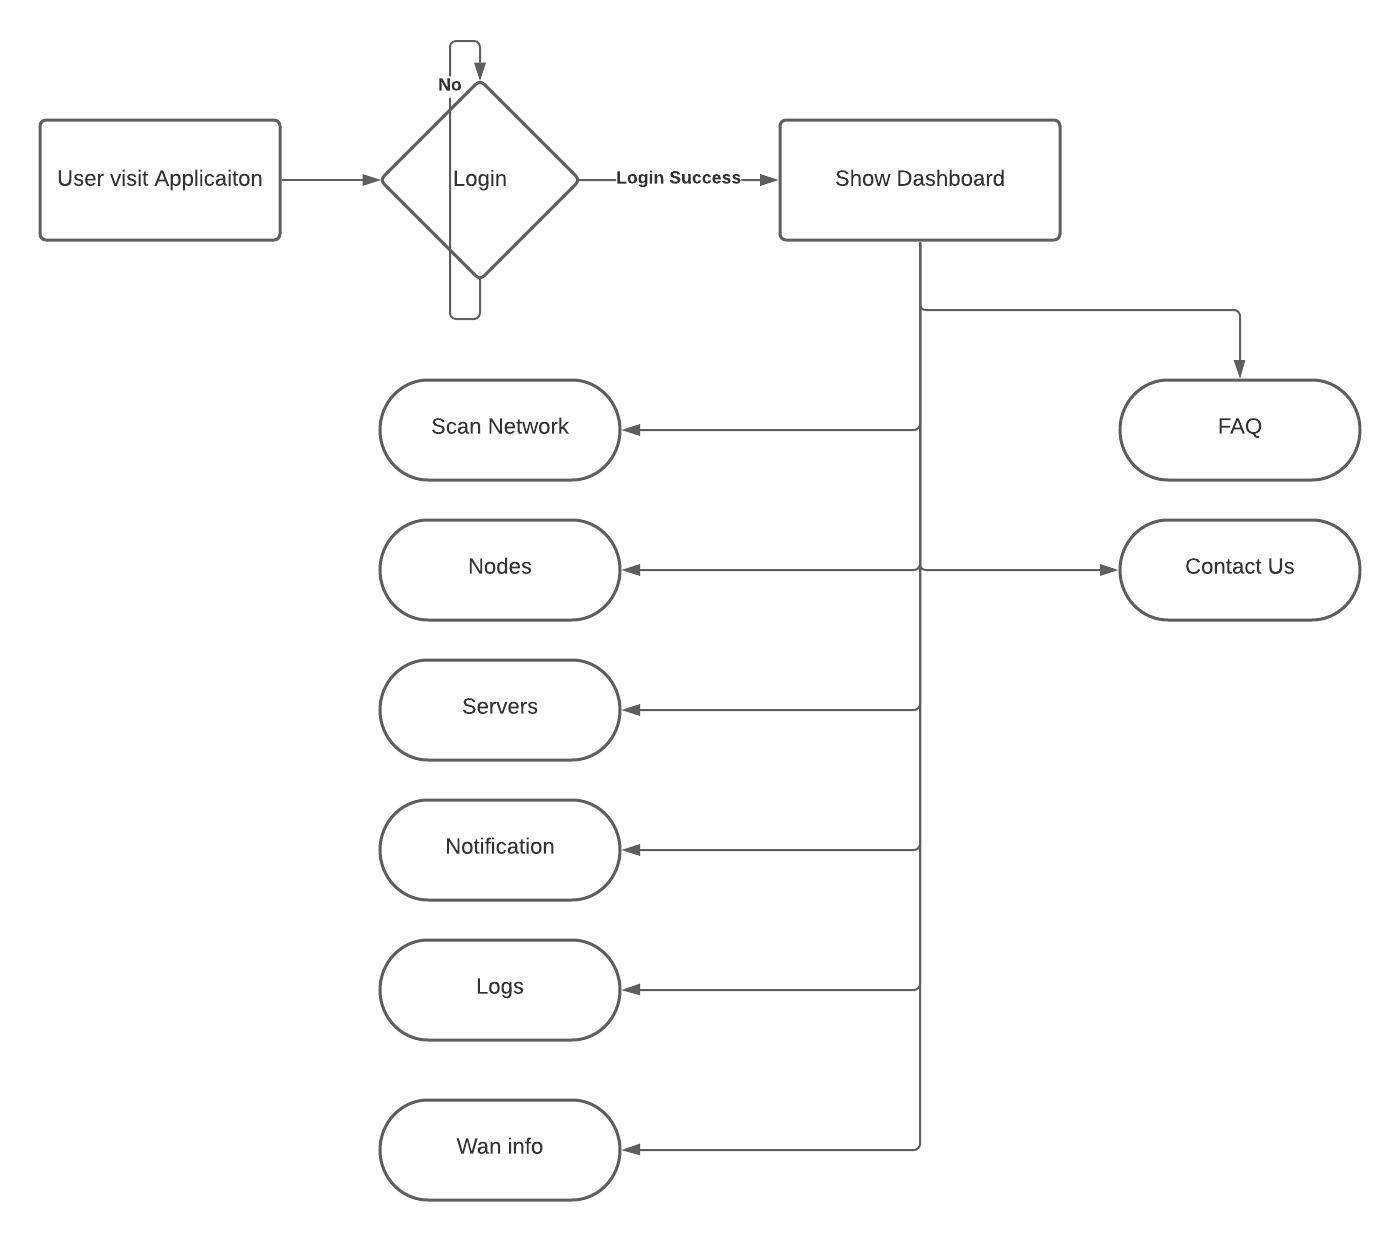 No
User visit Applicaiton
Login
Login Success
Show Dashboard
Scan Network
FAQ
Nodes
Contact Us
Servers
Notification
Logs
Wan info